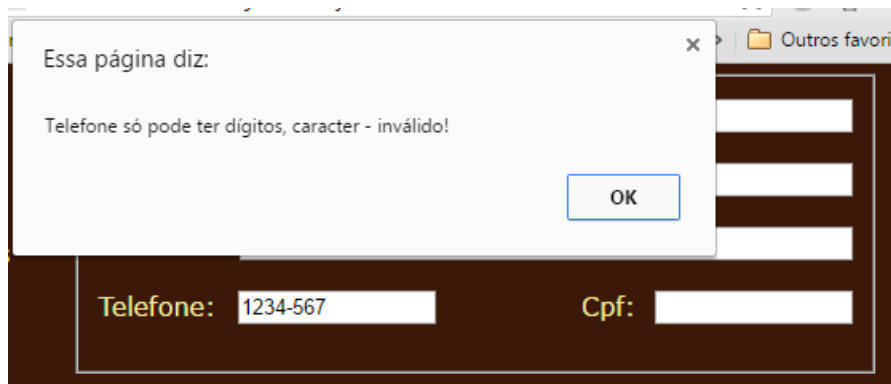 Essa página diz:
Outros favori
Telefone só pode ter dígitos, caracter - inválido!
OK
Telefone: 1234-567 Cpf: